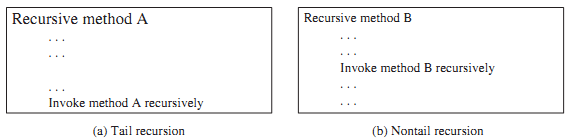 Recursive method A
...
...
...
Invoke method A recursively
(a) Tail recursion
Recursive method B
...
...
Invoke method B recursively
...
...
(b) Nontail recursion